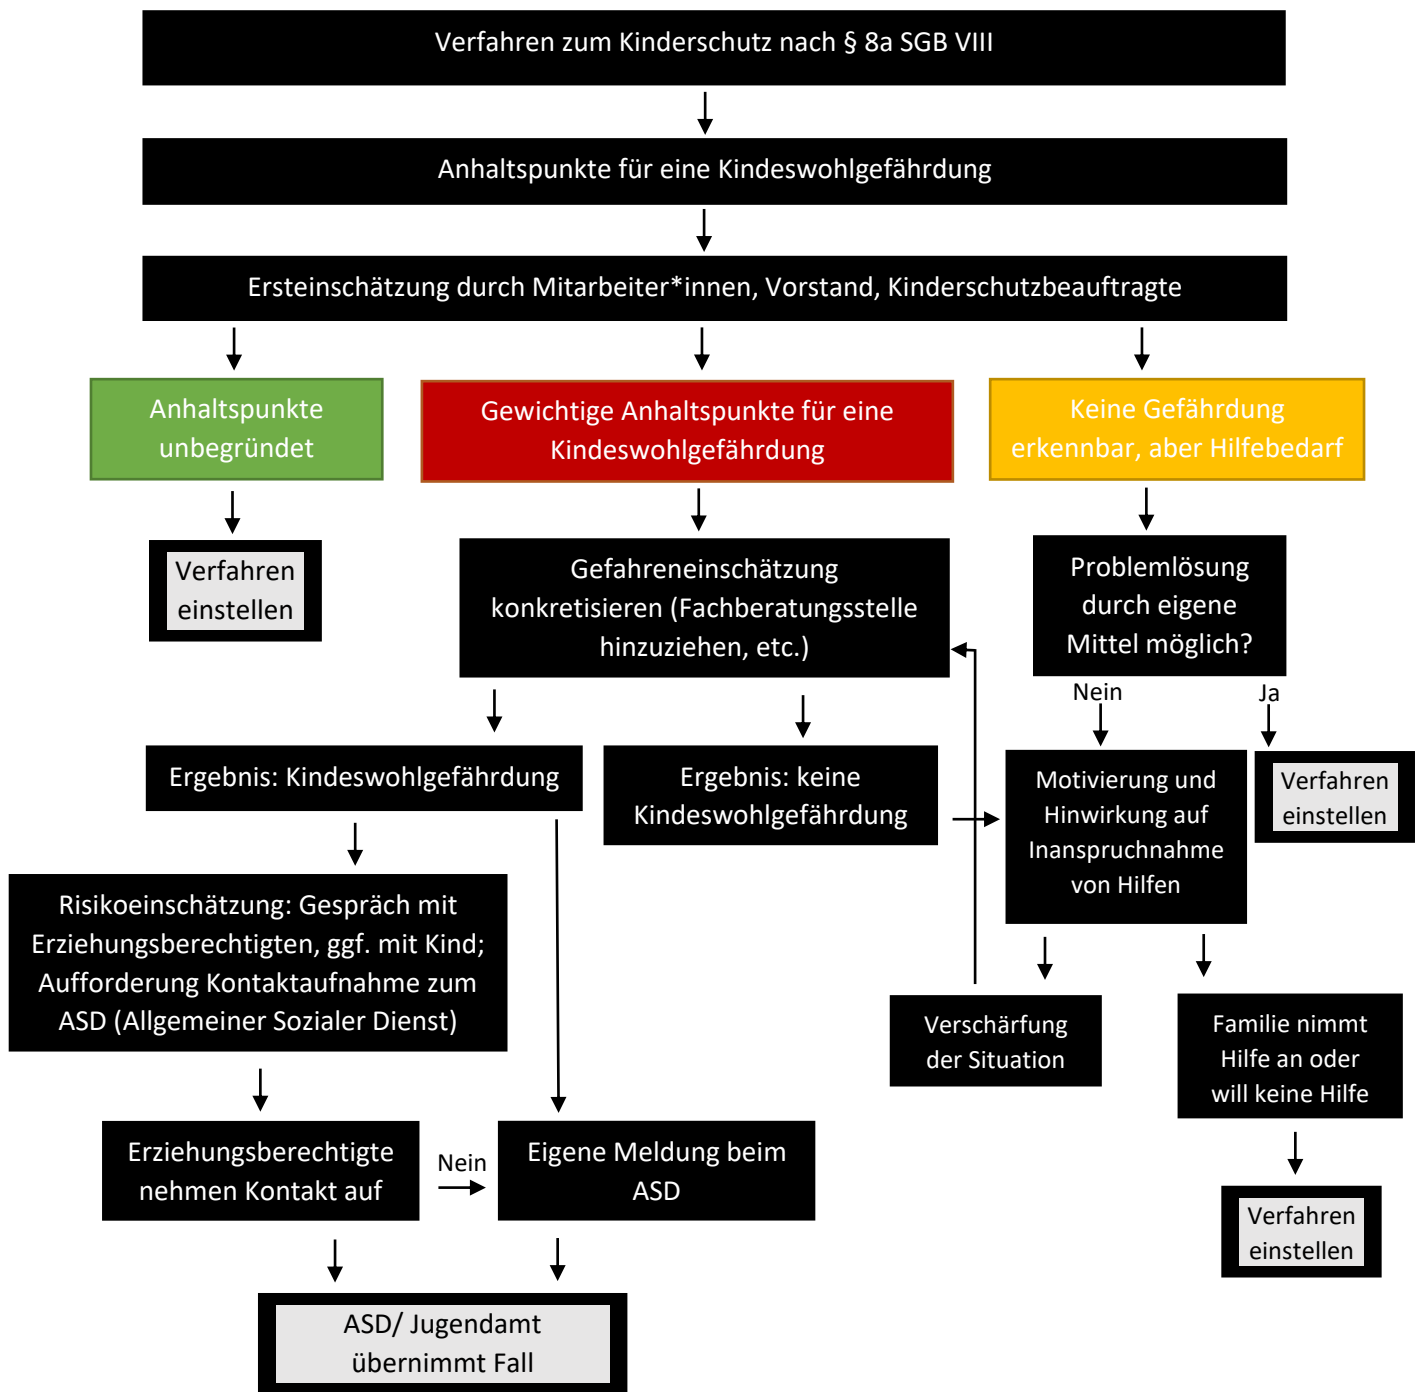 Verfahren zum Kinderschutz nach § 8a SGB VIII
Anhaltspunkte für eine Kindeswohlgefährdung
Ersteinschätzung durch Mitarbeiter*innen, Vorstand, Kinderschutzbeauftragte
Anhaltspunkte
unbegründet
Gewichtige Anhaltspunkte für eine
Kindeswohlgefährdung
Keine Gefährdung
erkennbar, aber Hilfebedarf
Verfahren
einstellen
Gefahreneinschätzung
konkretisieren (Fachberatungsstelle
hinzuziehen, etc.)
Problemlösung
durch eigene
Mittel möglich?
Nein
Ja
Ergebnis: Kindeswohlgefährdung
Ergebnis: keine
Kindeswohlgefährdung
Motivierung und
Hinwirkung auf
Inanspruchnahme
von Hilfen
Verfahren
einstellen
Risikoeinschätzung: Gespräch mit
Erziehungsberechtigten, ggf. mit Kind;
Aufforderung Kontaktaufnahme zum
ASD (Allgemeiner Sozialer Dienst)
Verschärfung
der Situation
Familie nimmt
Hilfe an oder
will keine Hilfe
Erziehungsberechtigte
nehmen Kontakt auf
Nein
Eigene Meldung beim
ASD
Verfahren
einstellen
ASD/ Jugendamt
übernimmt Fall